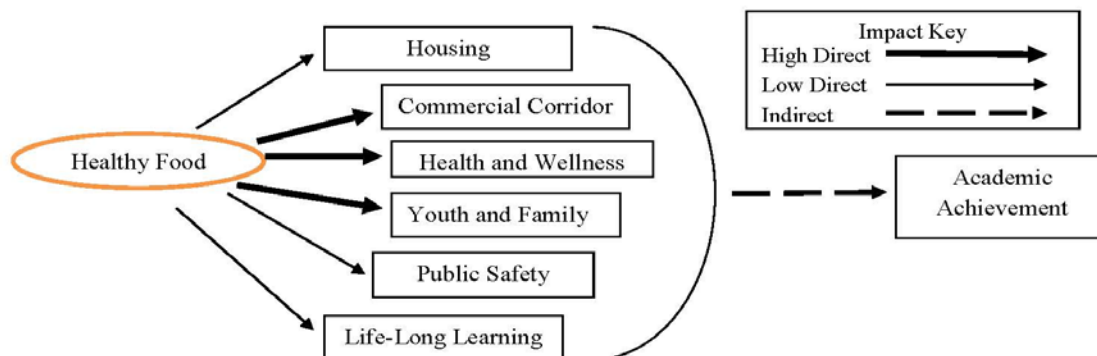 Housing
Commercial Corridor
Healthy Food
Health and Wellness
Youth and Family
Public Safety
Life-Long Learning
Impact Key
High Direct
Low Direct
Indirect
Academic
Achievement